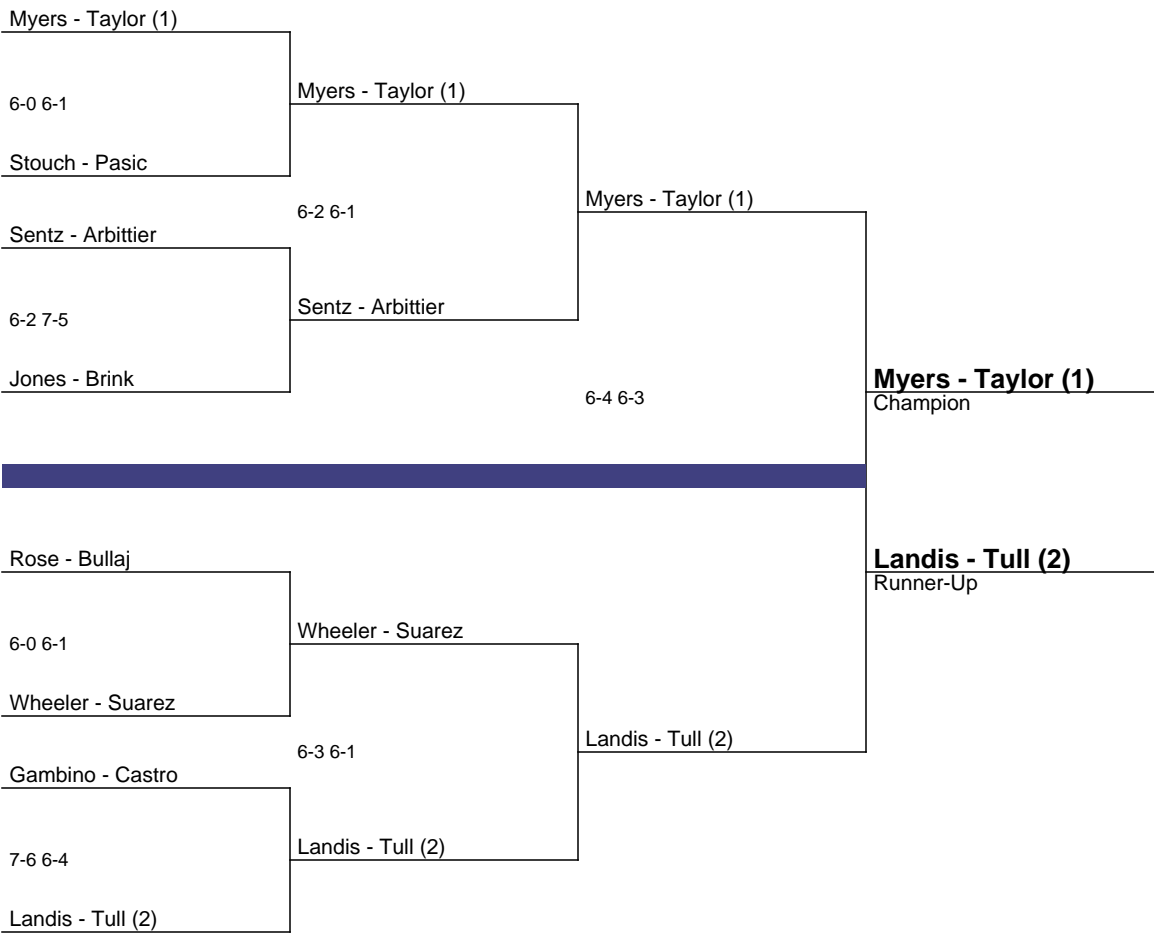 Myers - Taylor (1)
6-0 6-1
Stouch - Pasic
Myers - Taylor (1)
6-2 6-1
Sentz - Arbittier
6-2 7-5
Jones - Brink
Sentz - Arbittier
Myers - Taylor (1)
6-4 6-3
Myers - Taylor (1)
Champion
Rose - Bullaj
6-0 6-1
Wheeler - Suarez
Wheeler - Suarez
6-3 6-1
Gambino - Castro
7-6 6-4
Landis - Tull (2)
Landis - Tull (2)
Landis - Tull (2)
Landis - Tull (2)
Runner-Up